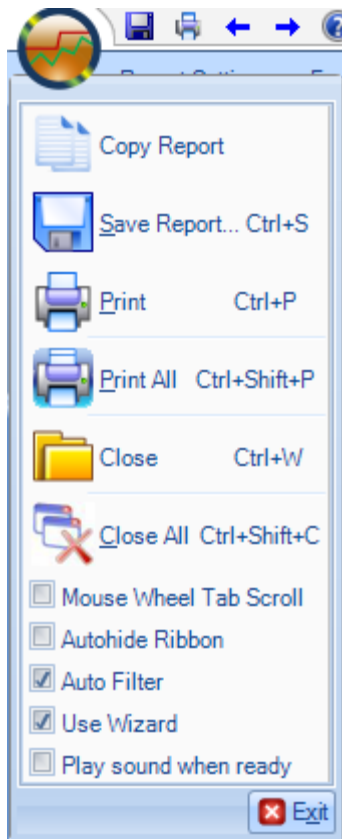 Copy Report
Save Report... Ctrl+S
Print Ctrl+P
Print All Ctrl+Shift+P
Close Ctrl+W
Close All Ctrl+Shift+C
Mouse Wheel Tab Scroll
Autohide Ribbon
Auto Filter
Use Wizard
Play sound when ready
Exit